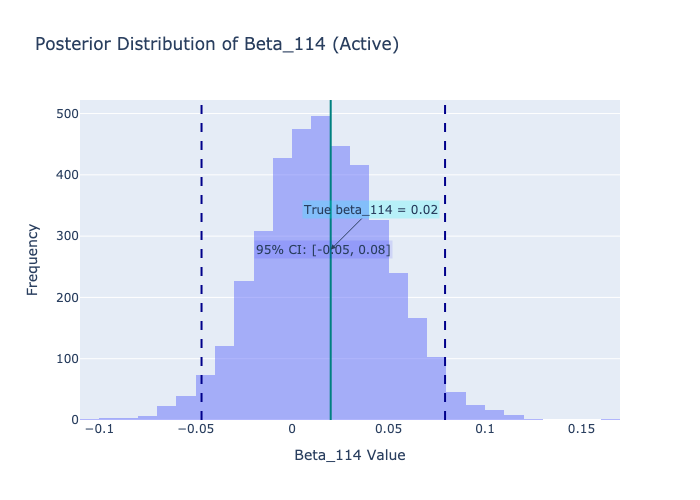 Posterior Distribution of Beta_114 (Active)
500
400
300
200
100
0
Frequency
True beta_114 = 0.02
95% CI: [-0.05, 0.08]
−0.1
−0.05
0
0.05
0.1
0.15
Beta_114 Value